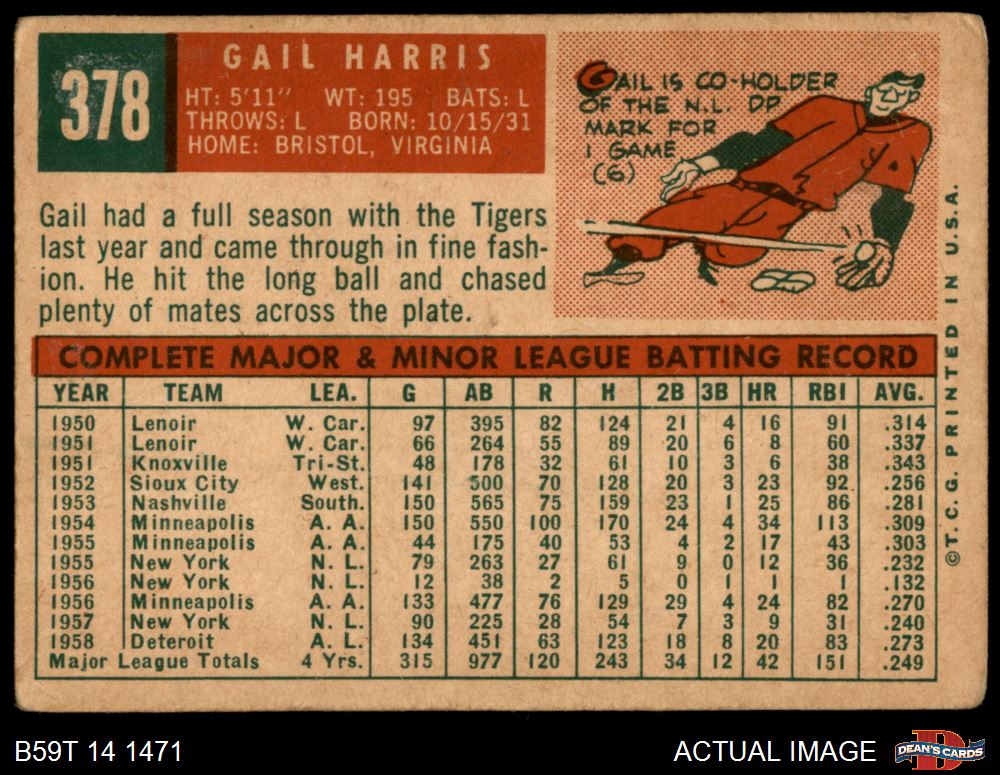 378
GAIL HARRIS
HT: 5'11" WT: 195 BATS: L
THROWS: L BORN: 10/15/31
HOME: BRISTOL, VIRGINIA
GAIL IS CO-HOLDER
OF THE N.L. DP
MARK FOR
1 GAME
(6)
Gail had a full season with the Tigers
last year and came through in fine fash-
ion. He hit the long ball and chased
plenty of mates across the plate.
COMPLETE MAJOR & MINOR LEAGUE BATTING RECORD
YEAR TEAM LEA. G AB R H 2B 3B HR RBI AVG.
1950 Lenoir W. Car. 97 395 82 124 21 4 16 91 .314
1951 Lenoir W. Car. 66 264 55 89 20 6 8 60 .337
1951 Knoxville Tri-St. 48 178 32 61 10 3 6 38 .343
1952 Sioux City West. 141 500 70 128 20 3 23 92 .256
1953 Nashville South. 150 565 75 159 23 1 25 86 .281
1954 Minneapolis A. A. 150 550 100 170 24 4 34 113 .309
1955 Minneapolis A. A. 44 175 40 53 4 2 17 43 .303
1955 New York N. L. 79 263 27 61 9 0 12 36 .232
1956 New York N. L. 12 38 2 5 0 1 1 1 .132
1956 Minneapolis A. A. 133 477 76 129 29 4 24 82 .270
1957 New York N. L. 90 225 28 54 7 3 9 31 .240
1958 Deteroit A. L. 134 451 63 123 18 8 20 83 .273
Major League Totals 4 Yrs. 315 977 120 243 34 12 42 151 .249
©T.C.G. PRINTED IN U.S.A.
B59T 14 1471
ACTUAL IMAGE
DEAN'S CARDS